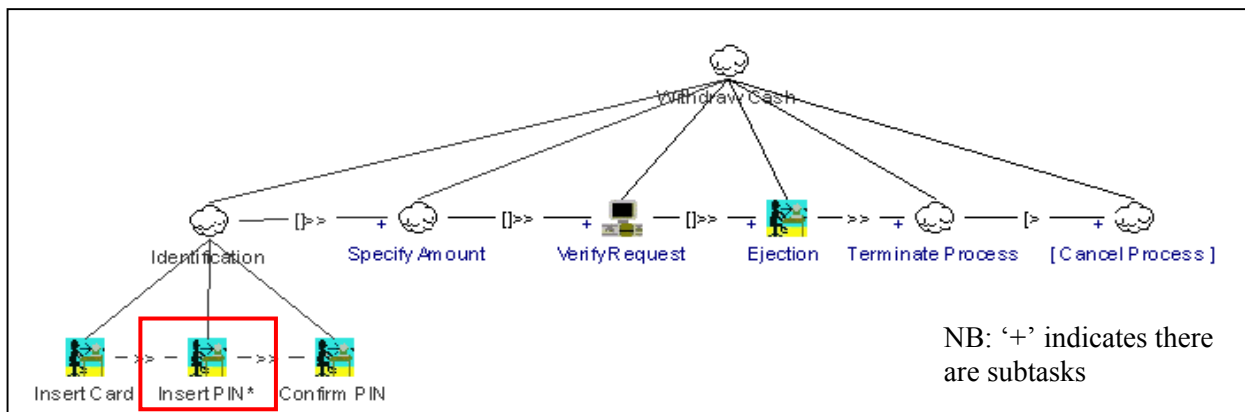 Withdraw Cash
[]>> + []>> + []>> + >> + [> +
Identification Specify Amount VerifyRequest Ejection Terminate Process [ Cancel Process ]
>> >>
Insert Card Insert PIN* Confirm PIN
NB: ‘+’ indicates there
are subtasks